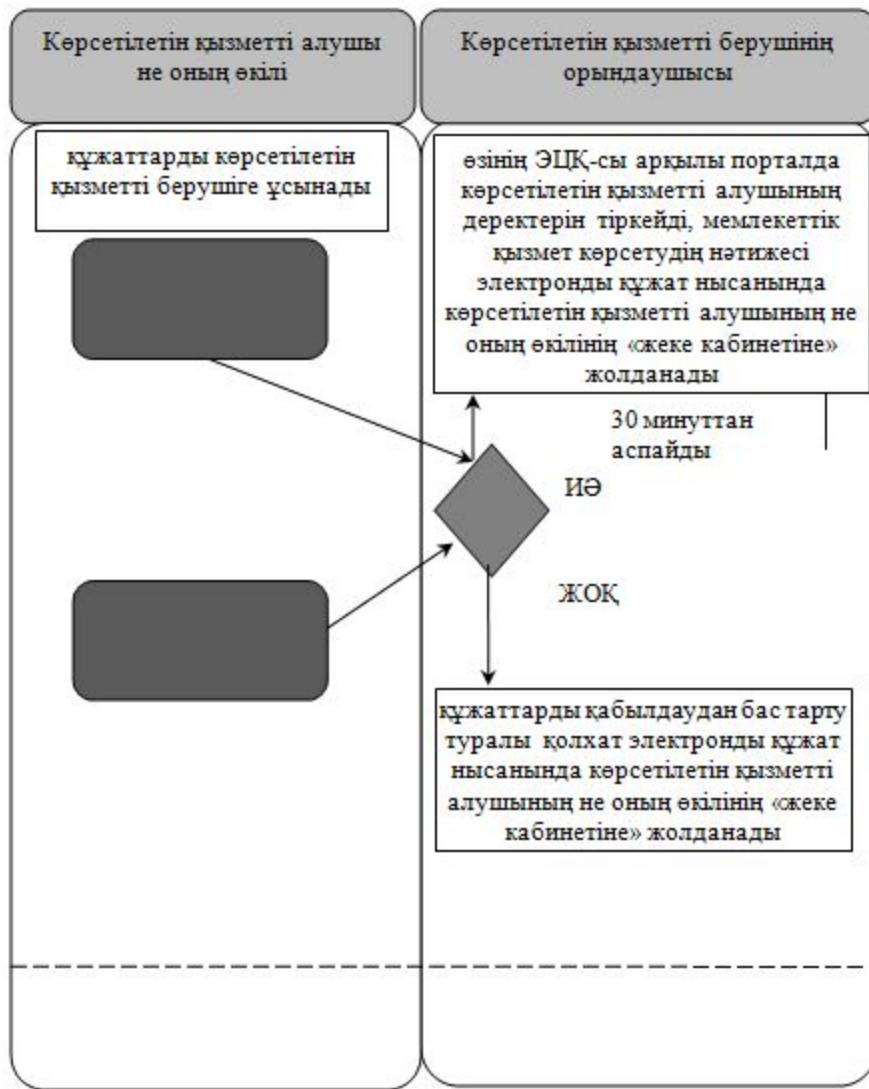 Көрсетілетін қызметті алушы
не оның өкілі
Көрсетілетін қызметті берушінің
орындаушысы
құжаттарды көрсетілетін
қызметті берушіге ұсынады
өзінің ЭЦҚ-сы арқылы порталда
көрсетілетін қызметті алушының
деректерін тіркейді, мемлекеттік
қызмет көрсетудің нәтижесі
электронды құжат нысанында
көрсетілетін қызметті алушының не
оның өкілінің «жеке кабинетіне»
жолданады
30 минуттан
аспайды
ИӘ
ЖОҚ
құжаттарды қабылдаудан бас тарту
туралы қолхат электронды құжат
нысанында көрсетілетін қызметті
алушының не оның өкілінің «жеке
кабинетіне» жолданады